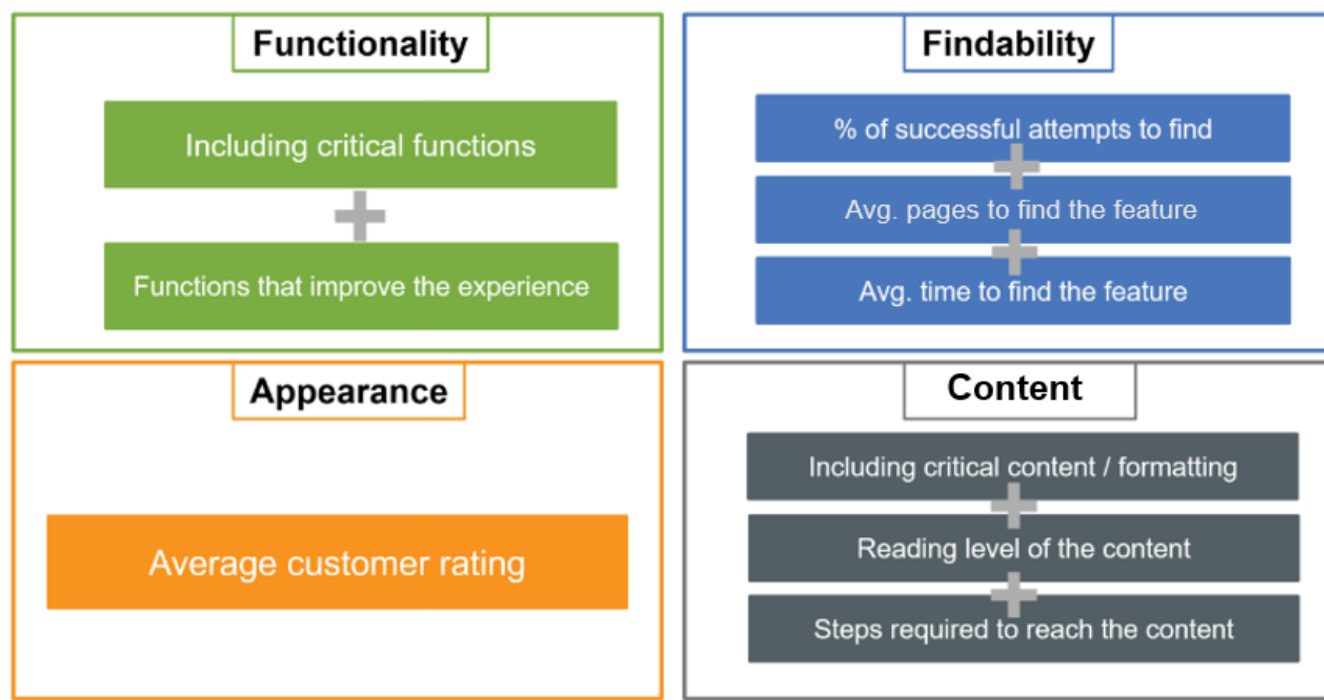 Functionality
Including critical functions
Functions that improve the experience
Findability
% of successful attempts to find
Avg. pages to find the feature
Avg. time to find the feature
Appearance
Average customer rating
Content
Including critical content / formatting
Reading level of the content
Steps required to reach the content